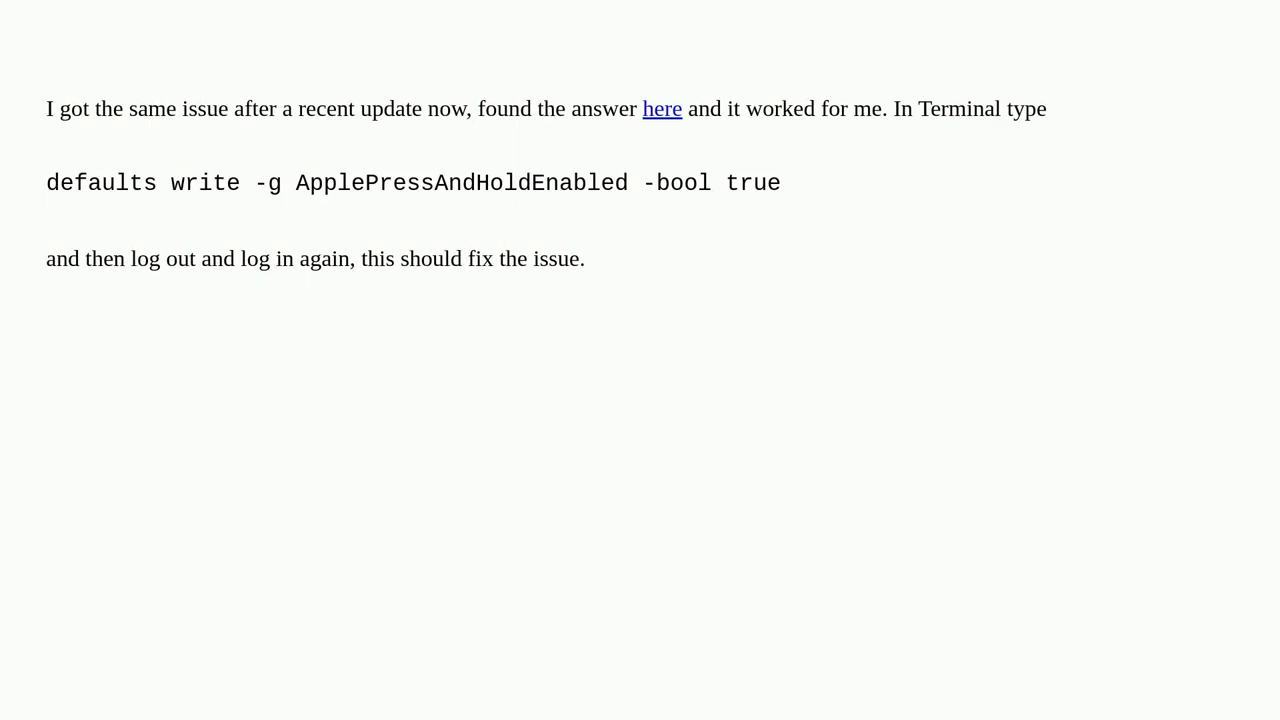 I got the same issue after a recent update now, found the answer here and it worked for me. In Terminal type
defaults write -g ApplePressAndHoldEnabled -bool true
and then log out and log in again, this should fix the issue.